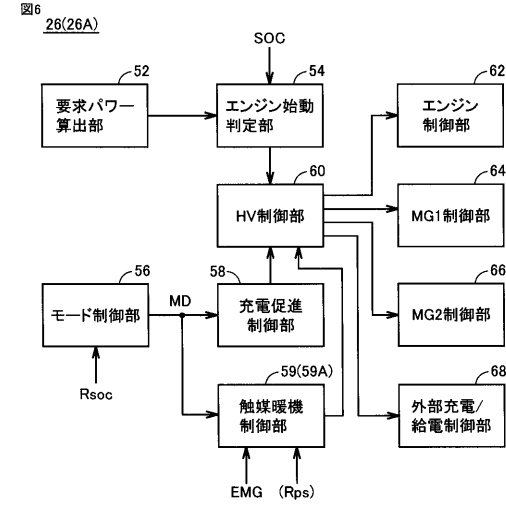 図6
26(26A)
SOC
52
要求パワー
算出部
54
エンジン始動
判定部
62
エンジン
制御部
60
HV制御部
64
MG1制御部
56
モード制御部
MD
58
充電促進
制御部
66
MG2制御部
Rsoc
59(59A)
触媒暖機
制御部
68
外部充電/
給電制御部
EMG (Rps)